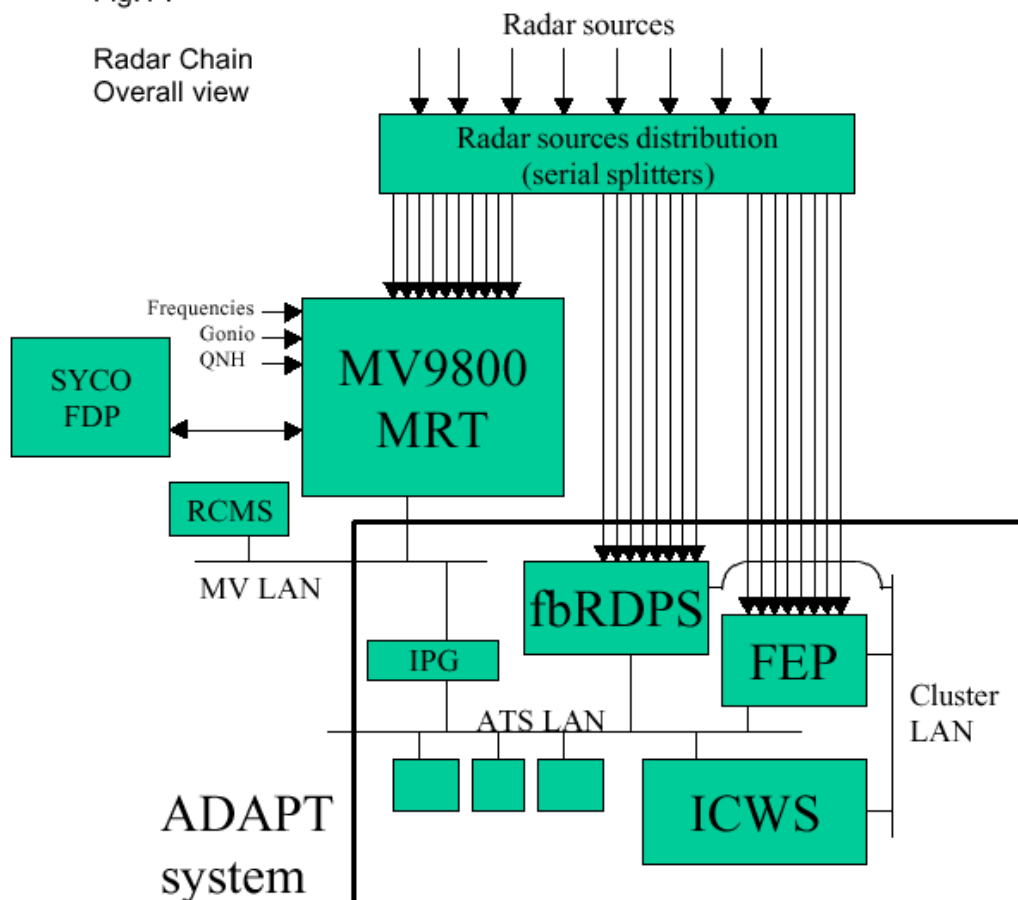 Radar Chain
Overall view
Radar sources
Radar sources distribution
(serial splitters)
Frequencies
Gonio
QNH
MV9800
MRT
SYCO
FDP
RCMS
MV LAN
fbRDPS
FEP
IPG
Cluster
LAN
ATS LAN
ICWS
ADAPT
system